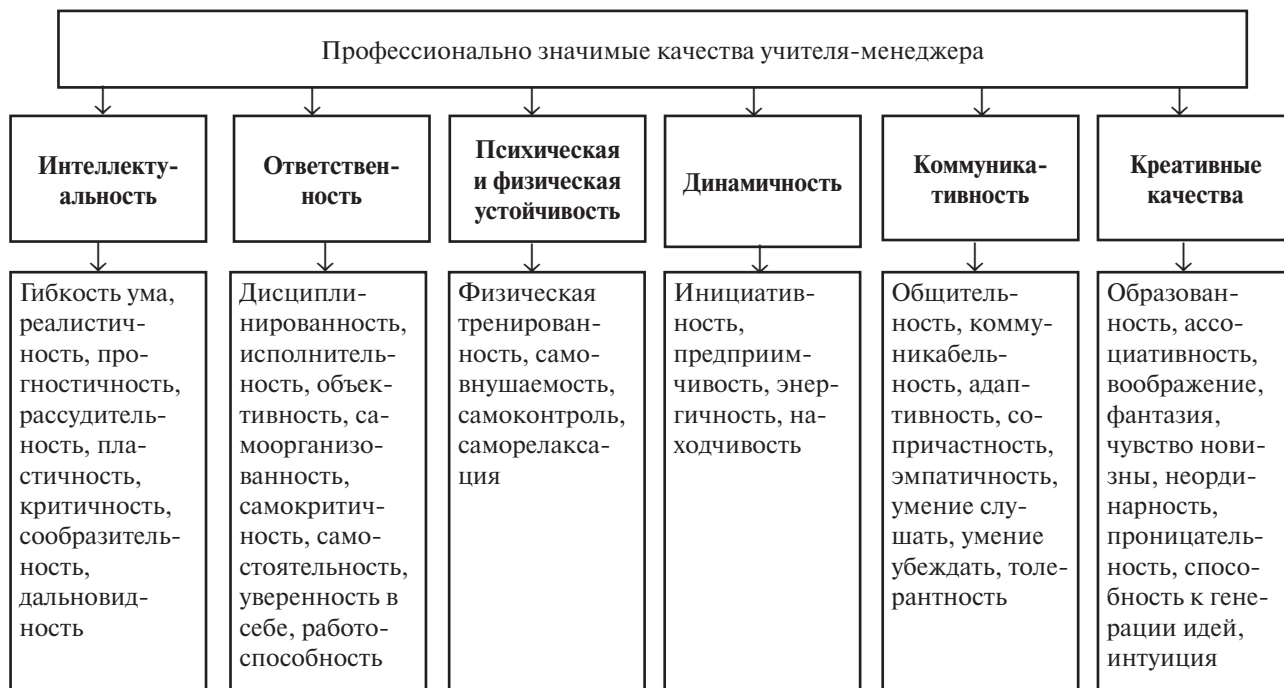 Профессионально значимые качества учителя-менеджера
Интеллекту-
альность
Ответствен-
ность
Психическая
и физическая
устойчивость
Динамичность
Коммуника-
тивность
Креативные
качества
Гибкость ума,
реалистич-
ность, про-
гностичность,
рассудитель-
ность, пла-
стичность,
критичность,
сообразитель-
ность,
дальновид-
ность
Дисципли-
нированность,
исполнитель-
ность, объек-
тивность, са-
моорганизо-
ванность,
самокритич-
ность, само-
стоятельность,
уверенность в
себе, работо-
способность
Физическая
тренирован-
ность, само-
внушаемость,
самоконтроль,
саморелакса-
ция
Инициатив-
ность,
предприим-
чивость, энер-
гичность, на-
ходчивость
Общитель-
ность, комму-
никабель-
ность, адап-
тивность, со-
причастность,
эмпатичность,
умение слу-
шать, умение
убеждать, толе-
рантность
Образован-
ность, ассо-
циативность,
воображение,
фантазия,
чувство новиз-
ны, неорди-
нарность,
проницатель-
ность, спосо-
бность к гене-
рации идей,
интуиция